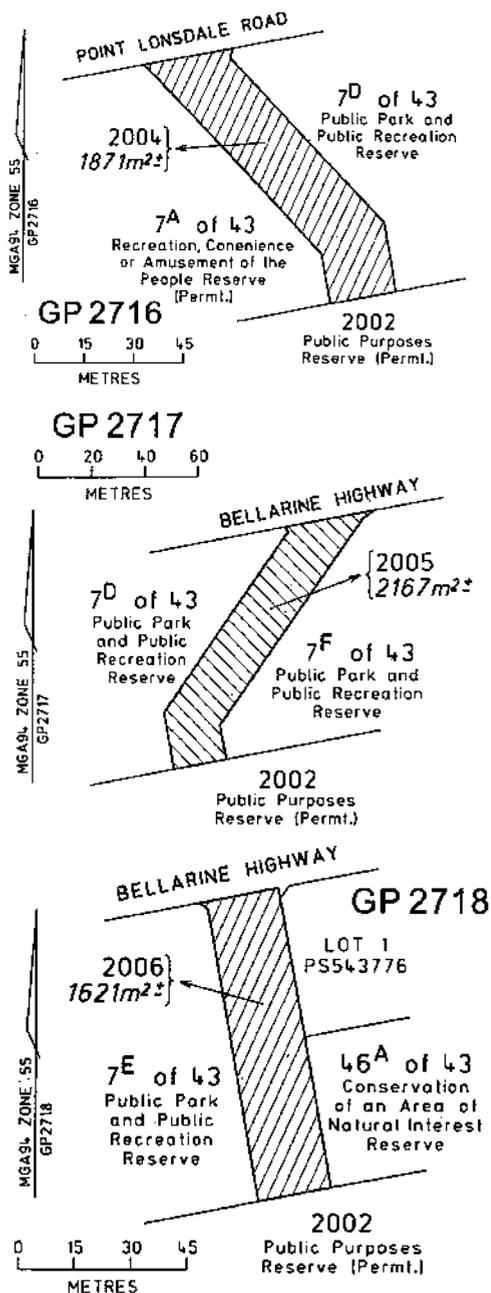 POINT LONSDALE ROAD
7D of 43
Public Park and
Public Recreation
Reserve
2004
1871m²±
7A of 43
Recreation, Conenience
or Amusement of the
People Reserve
(Permt.)
MGA94 ZONE 55
GP2716
GP 2716
0 15 30 45
METRES
2002
Public Purposes
Reserve (Permt.)
GP 2717
0 20 40 60
METRES
BELLARINE HIGHWAY
2005
2167m²±
7D of 43
Public Park
and Public
Recreation
Reserve
7F of 43
Public Park and
Public Recreation
Reserve
MGA94 ZONE 55
GP2717
2002
Public Purposes
Reserve (Permt.)
BELLARINE HIGHWAY
GP 2718
LOT 1
PS543776
2006
1621m²±
7E of 43
Public Park
and Public
Recreation
Reserve
46A of 43
Conservation
of an Area of
Natural Interest
Reserve
MGA94 ZONE 55
GP2718
2002
Public Purposes
Reserve (Permt.)
0 15 30 45
METRES